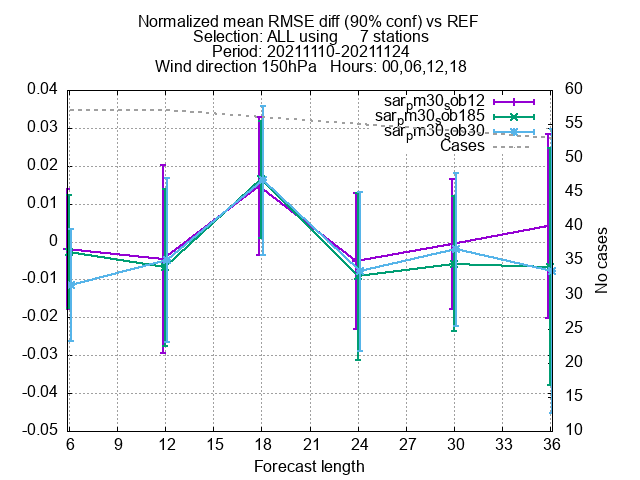 Normalized mean RMSE diff (90% conf) vs REF
Selection: ALL using 7 stations
Period: 20211110-20211124
Wind direction 150hPa Hours: 00,06,12,18
0.04
0.03
0.02
0.01
0
-0.01
-0.02
-0.03
-0.04
-0.05
sarpm30sob12
sarpm30sob185
sarpm30sob30
Cases
60
55
50
45
40
35
30
25
20
15
10
No cases
6 9 12 15 18 21 24 27 30 33 36
Forecast length